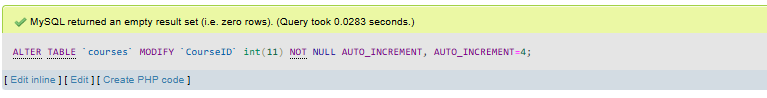 MySQL returned an empty result set (i.e. zero rows). (Query took 0.0283 seconds.)
ALTER TABLE `courses` MODIFY `CourseID` int(11) NOT NULL AUTO_INCREMENT, AUTO_INCREMENT=4;
[ Edit inline ] [ Edit ] [ Create PHP code ]